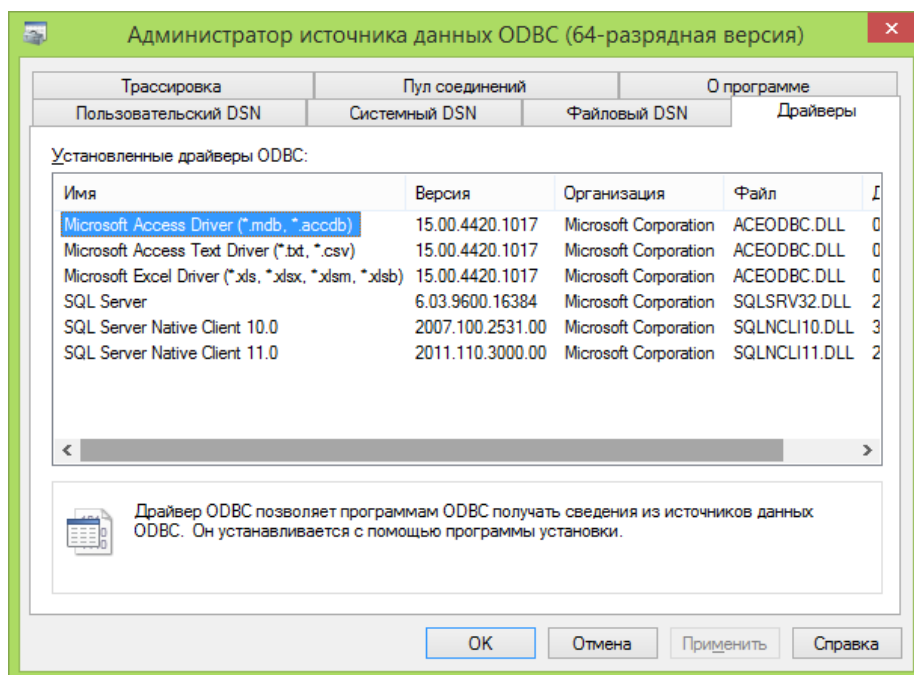 Администратор источника данных ODBC (64-разрядная версия)
Трассировка Пул соединений О программе
Пользовательский DSN Системный DSN Файловый DSN Драйверы
Установленные драйверы ODBC:
Имя Версия Организация Файл
Microsoft Access Driver (*.mdb, *.accdb) 15.00.4420.1017 Microsoft Corporation ACEODBC.DLL 0
Microsoft Access Text Driver (*.txt, *.csv) 15.00.4420.1017 Microsoft Corporation ACEODBC.DLL 0
Microsoft Excel Driver (*.xls, *.xlsx, *.xlsm, *.xlsb) 15.00.4420.1017 Microsoft Corporation ACEODBC.DLL 0
SQL Server 6.03.9600.16384 Microsoft Corporation SQLSRV32.DLL 2
SQL Server Native Client 10.0 2007.100.2531.00 Microsoft Corporation SQLNCLI10.DLL 3
SQL Server Native Client 11.0 2011.110.3000.00 Microsoft Corporation SQLNCLI11.DLL 2
Драйвер ODBC позволяет программам ODBC получать сведения из источников данных
ODBC. Он устанавливается с помощью программы установки.
OK Отмена Применить Справка